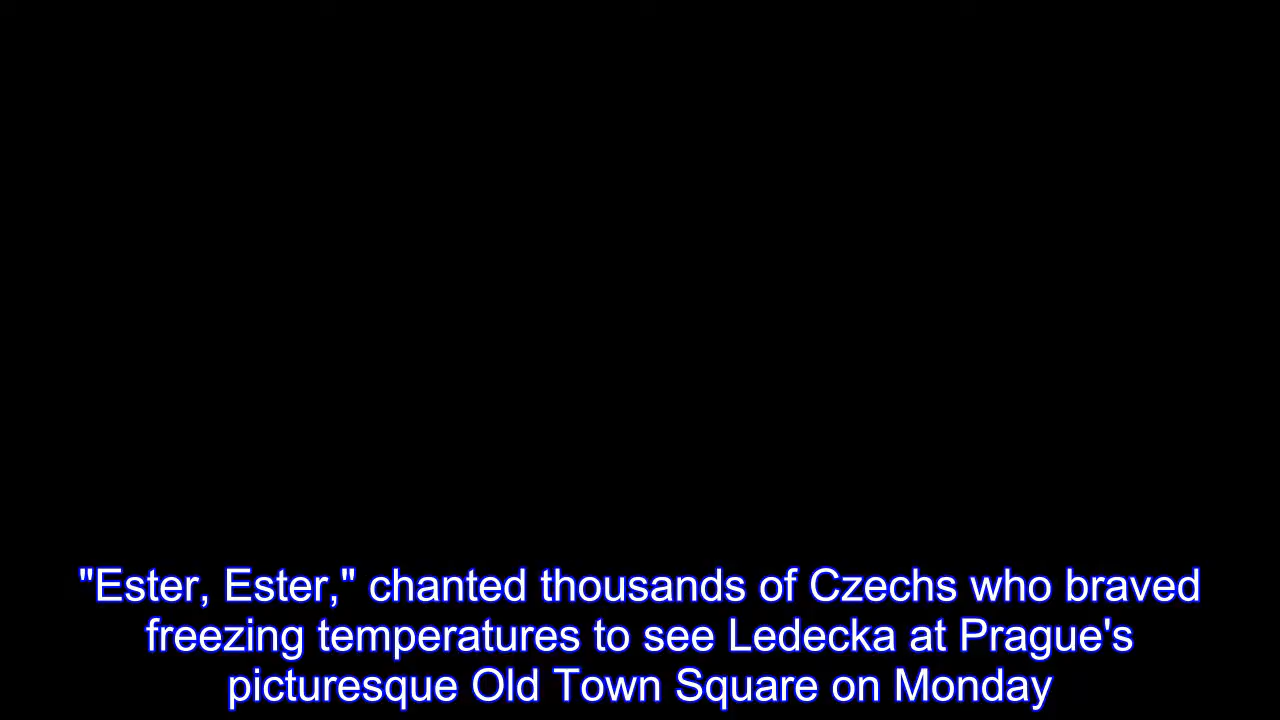 "Ester, Ester," chanted thousands of Czechs who braved
freezing temperatures to see Ledecka at Prague's
picturesque Old Town Square on Monday